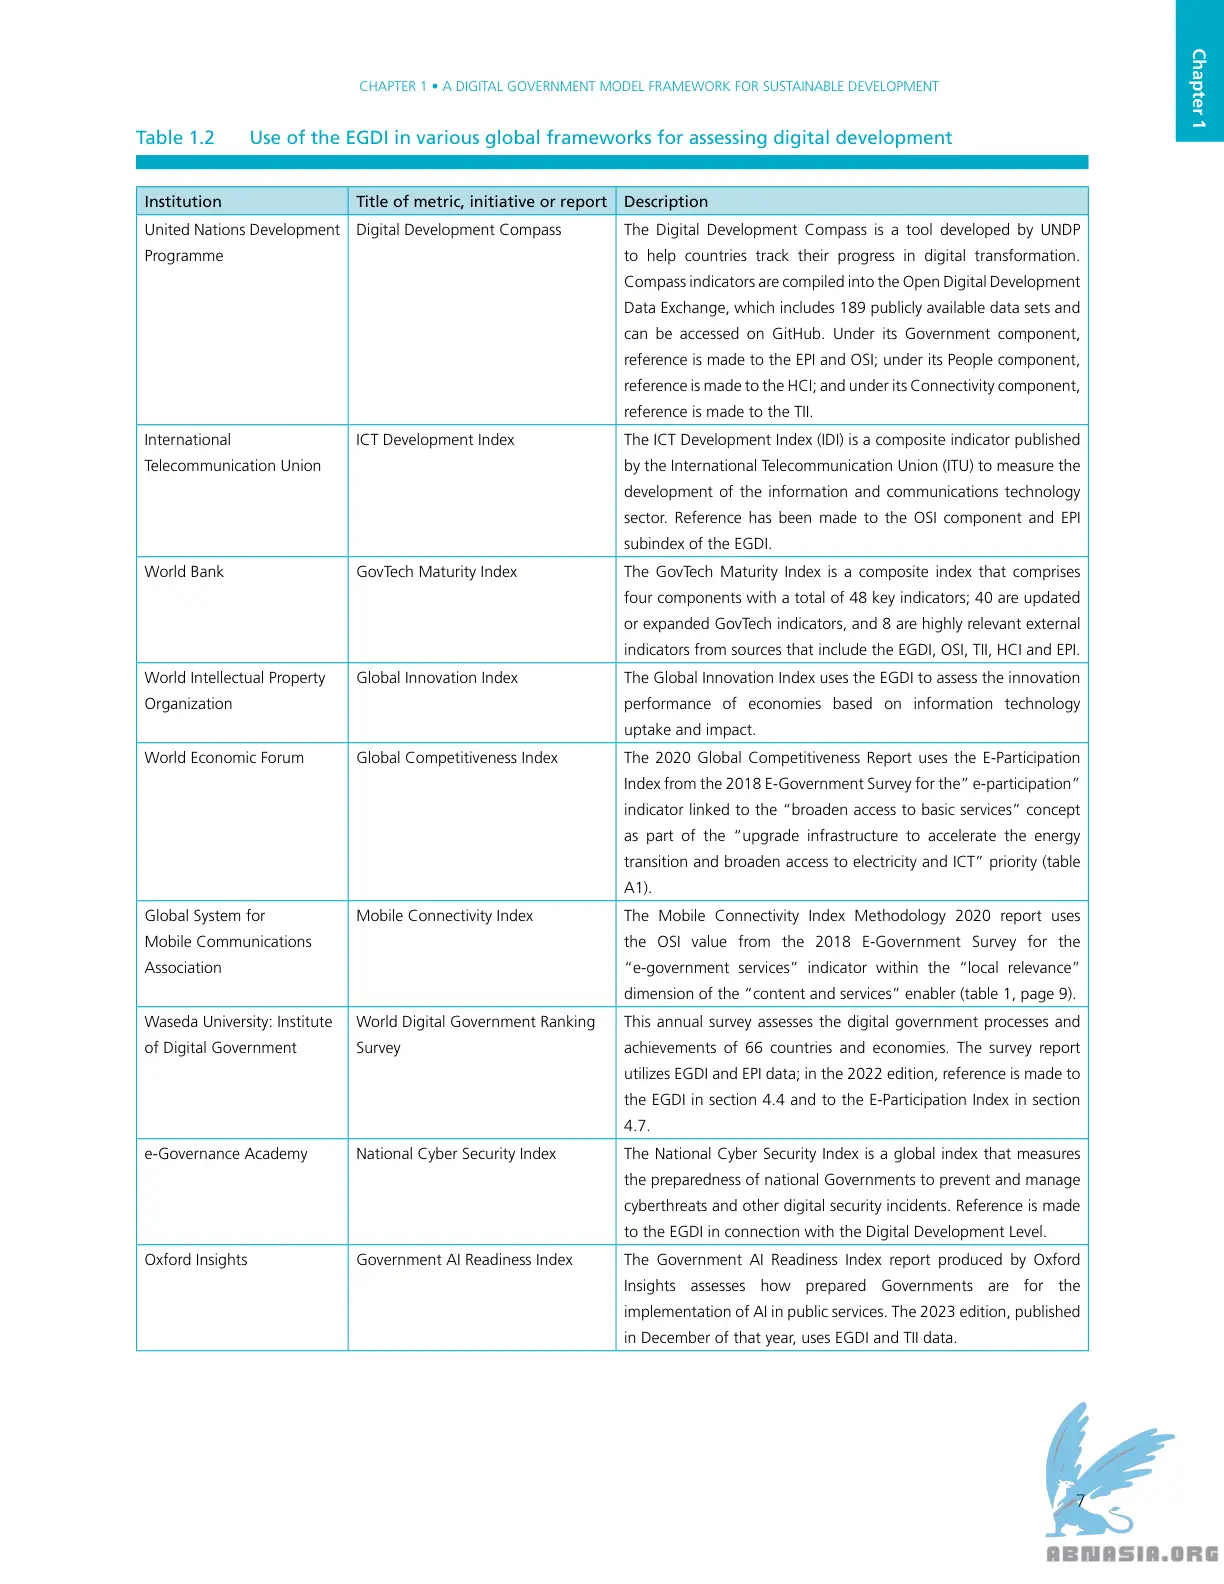 Chapter 1
CHAPTER 1 • A DIGITAL GOVERNMENT MODEL FRAMEWORK FOR SUSTAINABLE DEVELOPMENT
Table 1.2 Use of the EGDI in various global frameworks for assessing digital development
Institution
Title of metric, initiative or report
Description
United Nations Development
Programme
Digital Development Compass
The Digital Development Compass is a tool developed by UNDP
to help countries track their progress in digital transformation.
Compass indicators are compiled into the Open Digital Development
Data Exchange, which includes 189 publicly available data sets and
can be accessed on GitHub. Under its Government component,
reference is made to the EPI and OSI; under its People component,
reference is made to the HCI; and under its Connectivity component,
reference is made to the TII.
International
Telecommunication Union
ICT Development Index
The ICT Development Index (IDI) is a composite indicator published
by the International Telecommunication Union (ITU) to measure the
development of the information and communications technology
sector. Reference has been made to the OSI component and EPI
subindex of the EGDI.
World Bank
GovTech Maturity Index
The GovTech Maturity Index is a composite index that comprises
four components with a total of 48 key indicators; 40 are updated
or expanded GovTech indicators, and 8 are highly relevant external
indicators from sources that include the EGDI, OSI, TII, HCI and EPI.
World Intellectual Property
Organization
Global Innovation Index
The Global Innovation Index uses the EGDI to assess the innovation
performance of economies based on information technology
uptake and impact.
World Economic Forum
Global Competitiveness Index
The 2020 Global Competitiveness Report uses the E-Participation
Index from the 2018 E-Government Survey for the” e-participation”
indicator linked to the “broaden access to basic services” concept
as part of the “upgrade infrastructure to accelerate the energy
transition and broaden access to electricity and ICT” priority (table
A1).
Global System for
Mobile Communications
Association
Mobile Connectivity Index
The Mobile Connectivity Index Methodology 2020 report uses
the OSI value from the 2018 E-Government Survey for the
“e-government services” indicator within the “local relevance”
dimension of the “content and services” enabler (table 1, page 9).
Waseda University: Institute
of Digital Government
World Digital Government Ranking
Survey
This annual survey assesses the digital government processes and
achievements of 66 countries and economies. The survey report
utilizes EGDI and EPI data; in the 2022 edition, reference is made to
the EGDI in section 4.4 and to the E-Participation Index in section
4.7.
e-Governance Academy
National Cyber Security Index
The National Cyber Security Index is a global index that measures
the preparedness of national Governments to prevent and manage
cyberthreats and other digital security incidents. Reference is made
to the EGDI in connection with the Digital Development Level.
Oxford Insights
Government AI Readiness Index
The Government AI Readiness Index report produced by Oxford
Insights assesses how prepared Governments are for the
implementation of AI in public services. The 2023 edition, published
in December of that year, uses EGDI and TII data.
7
ABNASIA.ORG